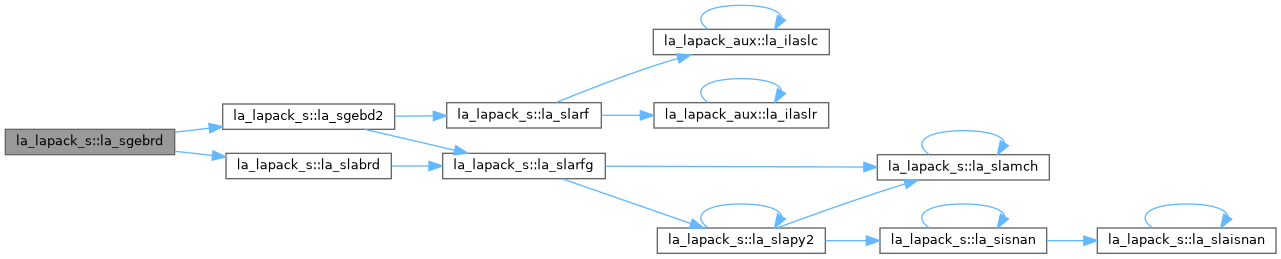 la_lapack_s::la_sgebrd
la_lapack_s::la_sgebd2
la_lapack_s::la_slabrd
la_lapack_s::la_slarf
la_lapack_s::la_slarfg
la_lapack_aux::la_ilaslc
la_lapack_aux::la_ilaslr
la_lapack_s::la_slapy2
la_lapack_s::la_slamch
la_lapack_s::la_sisnan
la_lapack_s::la_slaisnan